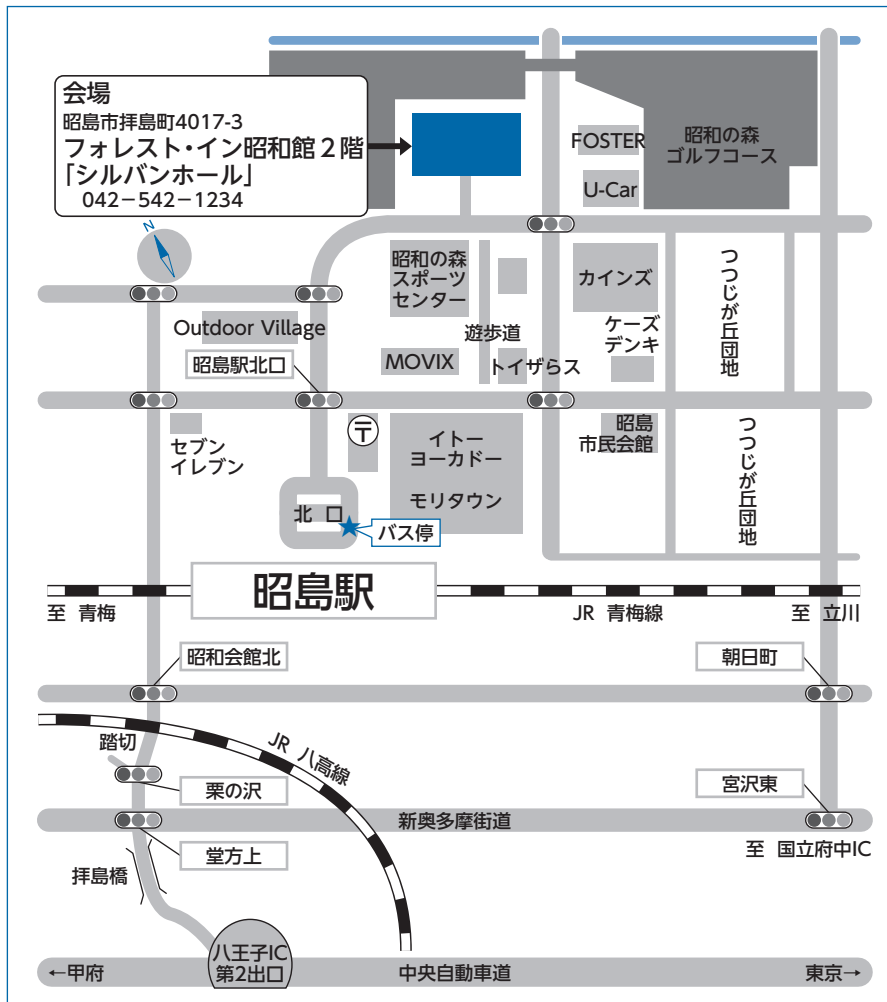 会場
昭島市拝島町4017-3
フォレスト・イン昭和館2階
「シルバンホール」
042−542−1234
N
FOSTER
U-Car
昭和の森
ゴルフコース
昭和の森
スポーツ
センター
カインズ
つつじが丘団地
Outdoor Village
遊歩道
ケーズ
デンキ
昭島駅北口
MOVIX
トイザらス
セブン
イレブン
〒
イトー
ヨーカドー
モリタウン
昭島
市民会館
つつじが丘団地
北 口
バス停
昭島駅
至 青梅
JR 青梅線
至 立川
昭和会館北
朝日町
踏切
JR 八高線
栗の沢
宮沢東
新奥多摩街道
堂方上
至 国立府中IC
拝島橋
八王子IC
第2出口
←甲府
中央自動車道
東京→